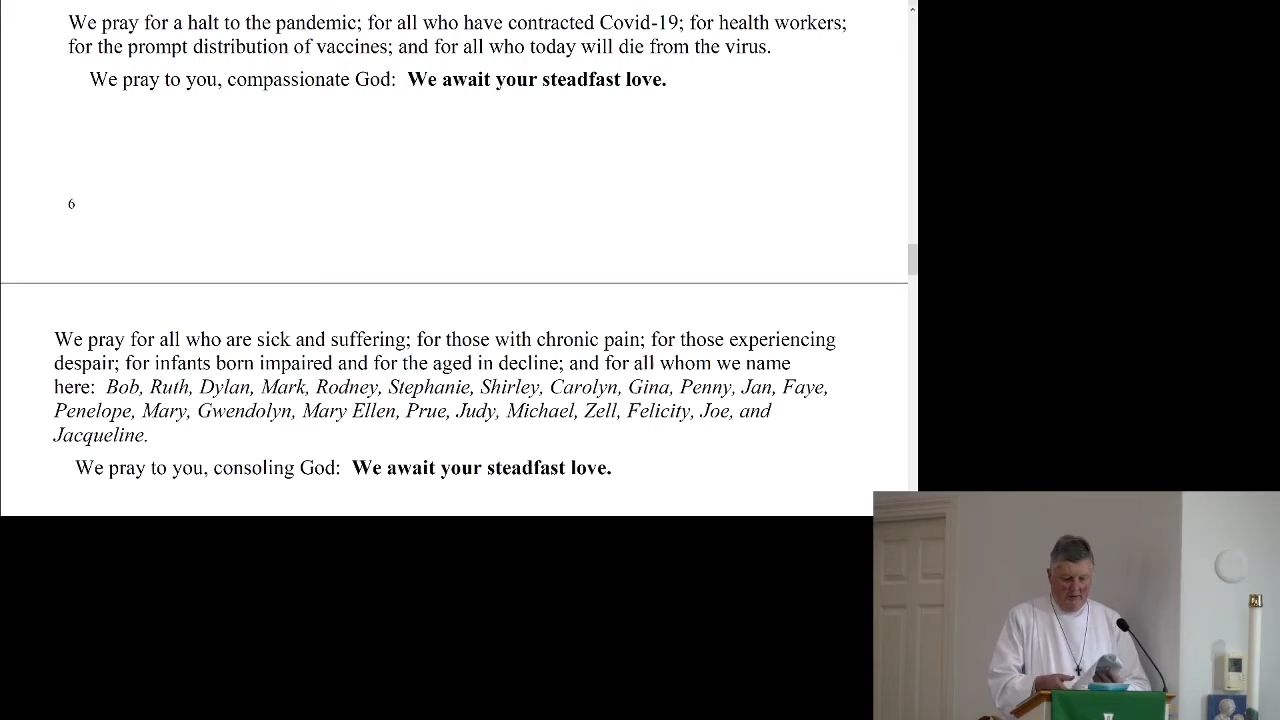 We pray for a halt to the pandemic; for all who have contracted Covid-19; for health workers;
for the prompt distribution of vaccines; and for all who today will die from the virus.
We pray to you, compassionate God: We await your steadfast love.
6
We pray for all who are sick and suffering; for those with chronic pain; for those experiencing
despair; for infants born impaired and for the aged in decline; and for all whom we name
here: Bob, Ruth, Dylan, Mark, Rodney, Stephanie, Shirley, Carolyn, Gina, Penny, Jan, Faye,
Penelope, Mary, Gwendolyn, Mary Ellen, Prue, Judy, Michael, Zell, Felicity, Joe, and
Jacqueline.
We pray to you, consoling God: We await your steadfast love.